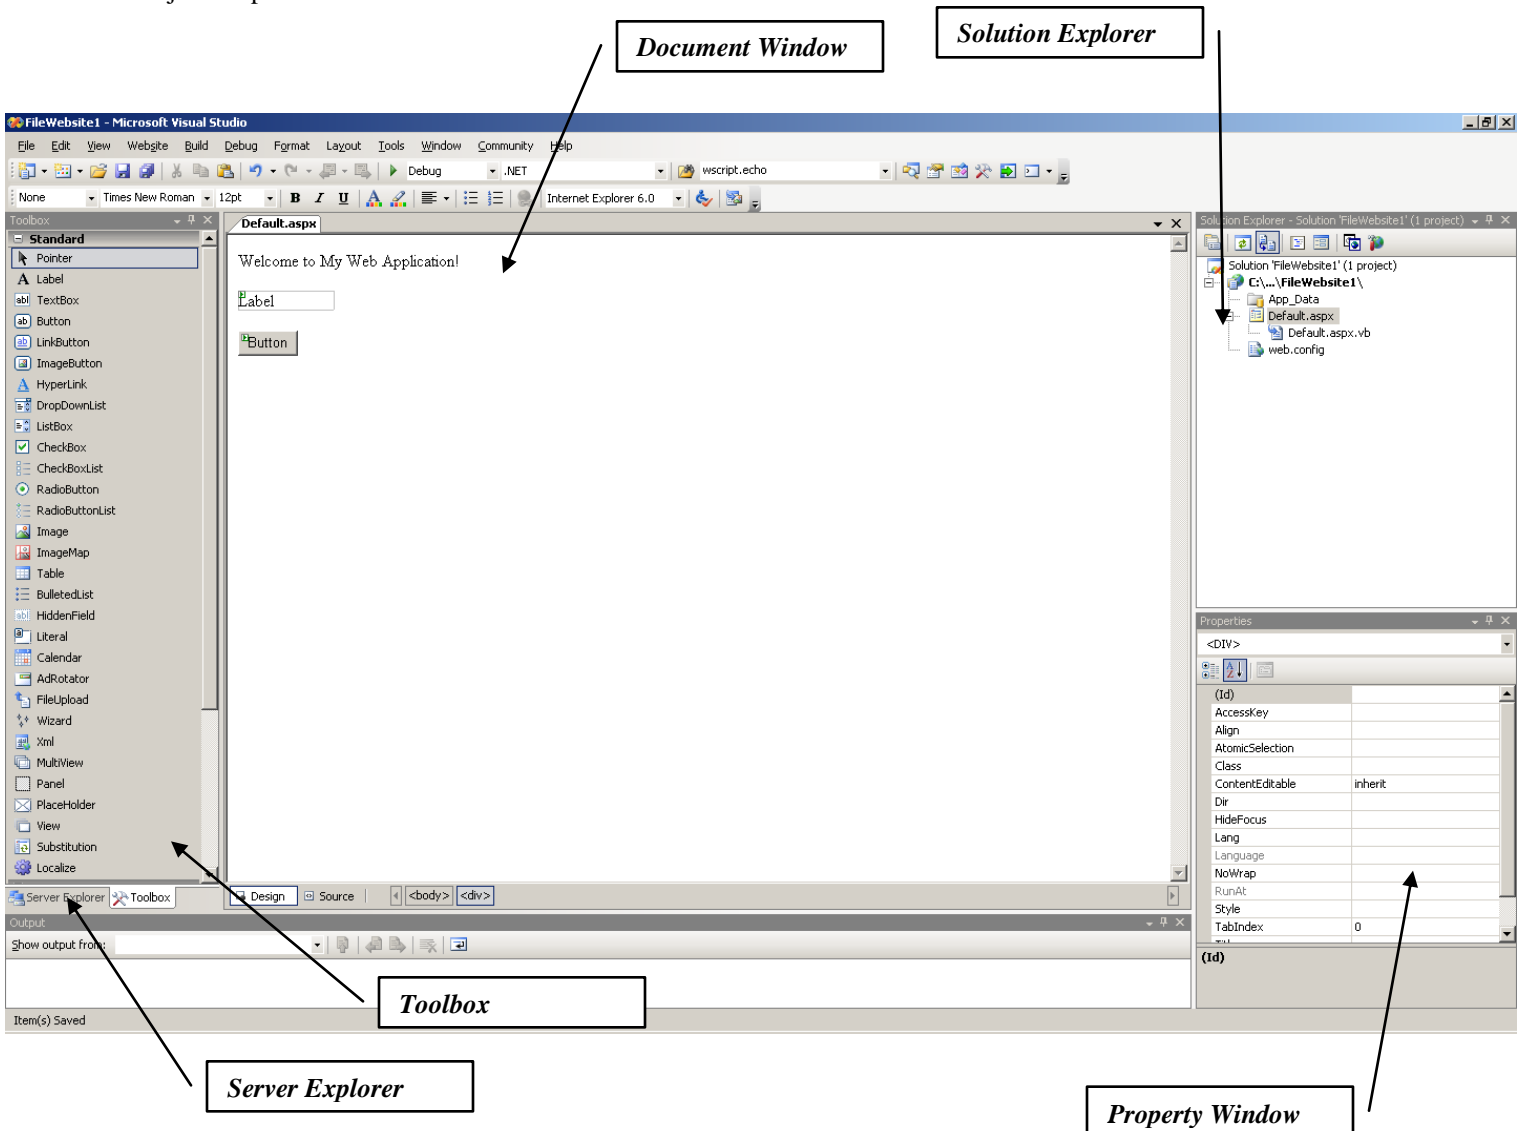 Document Window
Solution Explorer
FileWebsite1 - Microsoft Visual Studio
File Edit View Website Build Debug Format Layout Tools Window Community Help
Debug .NET wscript.echo
None Times New Roman 12pt B I U A Internet Explorer 6.0
Toolbox
Standard
Pointer
A Label
abl TextBox
ab Button
ab LinkButton
ImageButton
A HyperLink
DropDownList
ListBox
CheckBox
CheckBoxList
RadioButton
RadioButtonList
Image
ImageMap
Table
BulletedList
abl HiddenField
Literal
Calendar
AdRotator
FileUpload
Wizard
Xml
MultiView
Panel
PlaceHolder
View
Substitution
Localize
Server Explorer Toolbox
Default.aspx
Welcome to My Web Application!
Label
Button
Design Source <body> <div>
Solution Explorer - Solution 'FileWebsite1' (1 project)
Solution 'FileWebsite1' (1 project)
C:\...\FileWebsite1\
App_Data
Default.aspx
Default.aspx.vb
web.config
Properties
<DIV>
(Id)
AccessKey
Align
AtomicSelection
Class
ContentEditable inherit
Dir
HideFocus
Lang
Language
NoWrap
RunAt
Style
TabIndex 0
(Id)
Output
Show output from:
Item(s) Saved
Toolbox
Server Explorer
Property Window